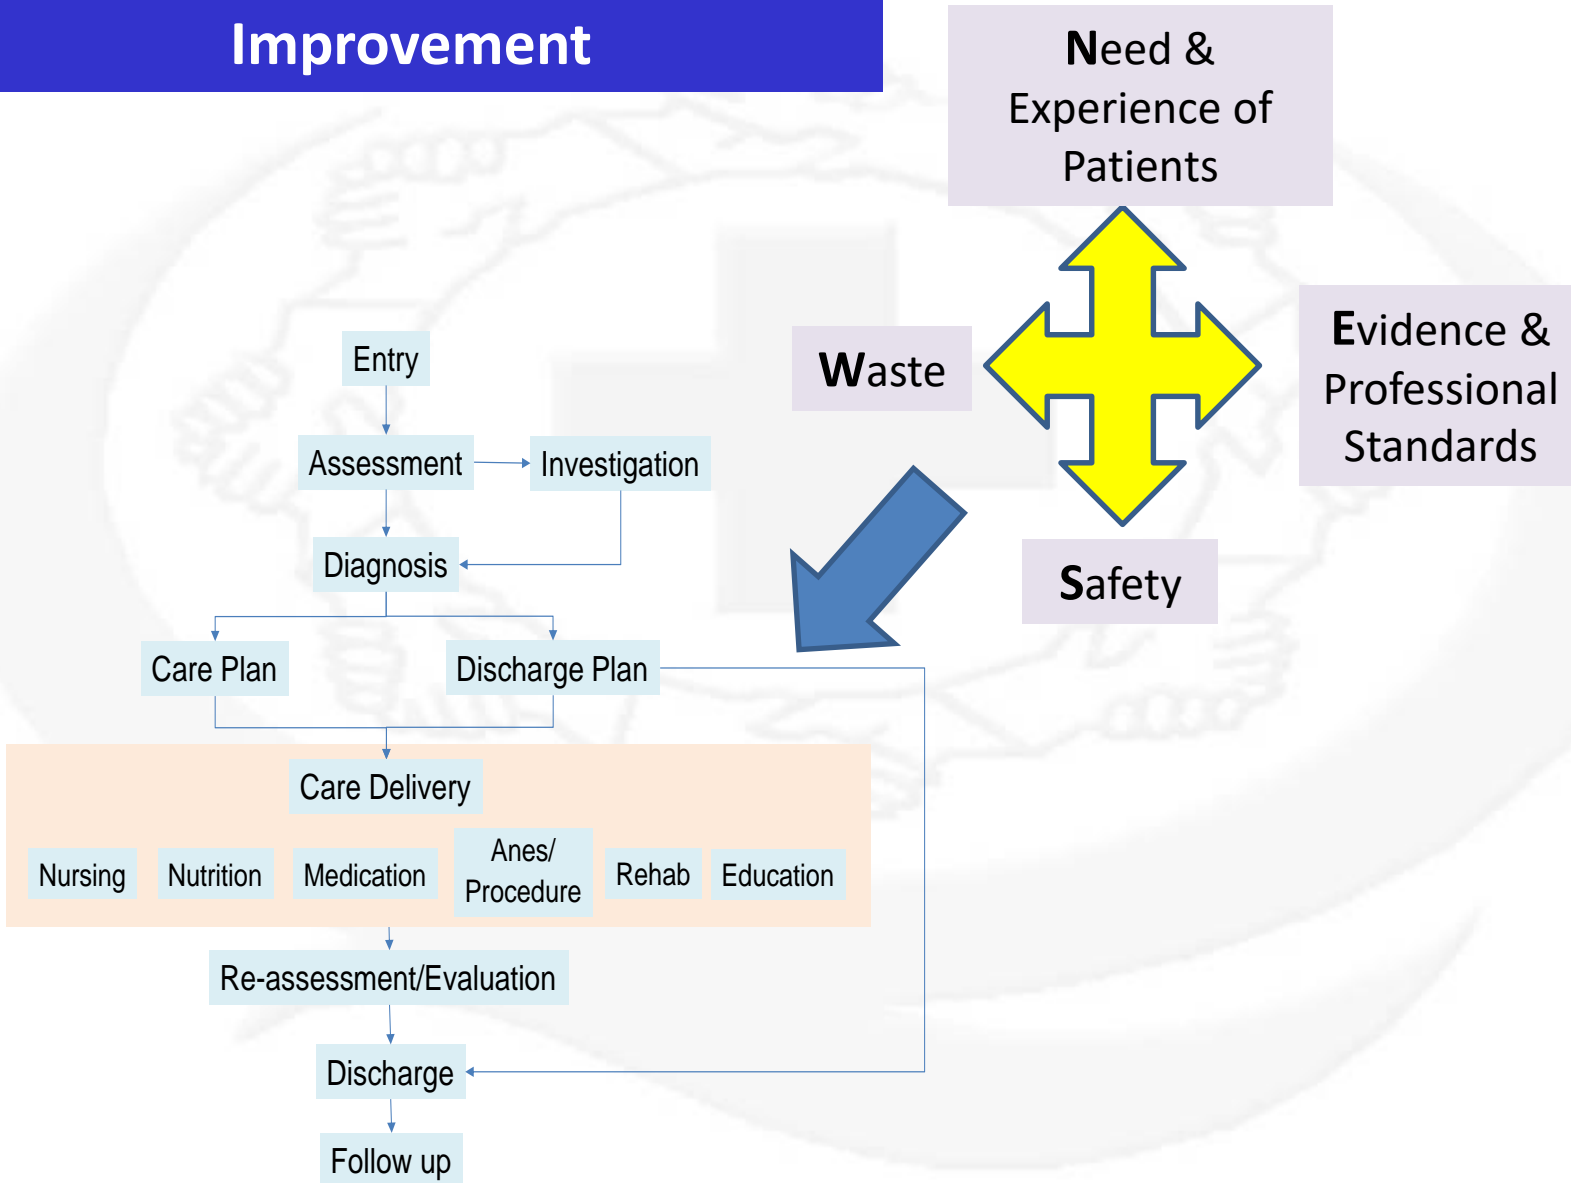 Improvement
Need &
Experience of
Patients
Waste
Evidence &
Professional
Standards
Safety
Entry
Assessment
Investigation
Diagnosis
Care Plan
Discharge Plan
Care Delivery
Nursing
Nutrition
Medication
Anes/
Procedure
Rehab
Education
Re-assessment/Evaluation
Discharge
Follow up